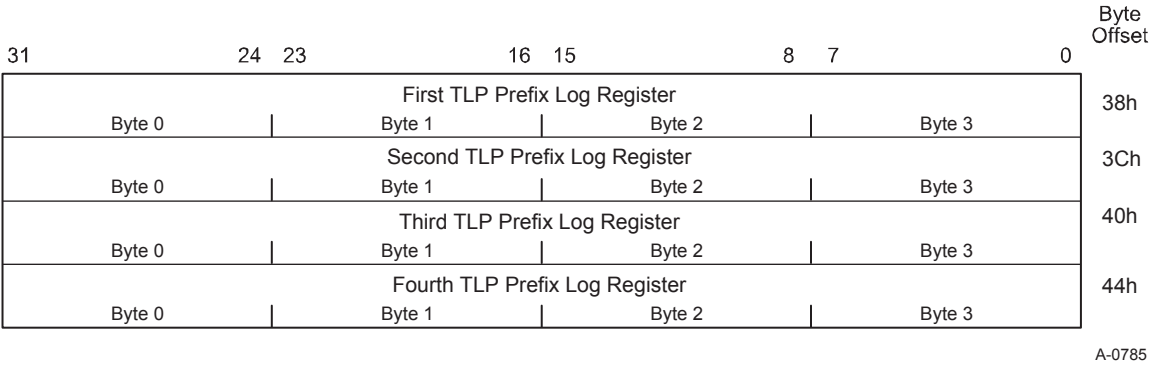 Byte
Offset
31 24 23 16 15 8 7 0
First TLP Prefix Log Register
38h
Byte 0 Byte 1 Byte 2 Byte 3
Second TLP Prefix Log Register
3Ch
Byte 0 Byte 1 Byte 2 Byte 3
Third TLP Prefix Log Register
40h
Byte 0 Byte 1 Byte 2 Byte 3
Fourth TLP Prefix Log Register
44h
Byte 0 Byte 1 Byte 2 Byte 3
A-0785